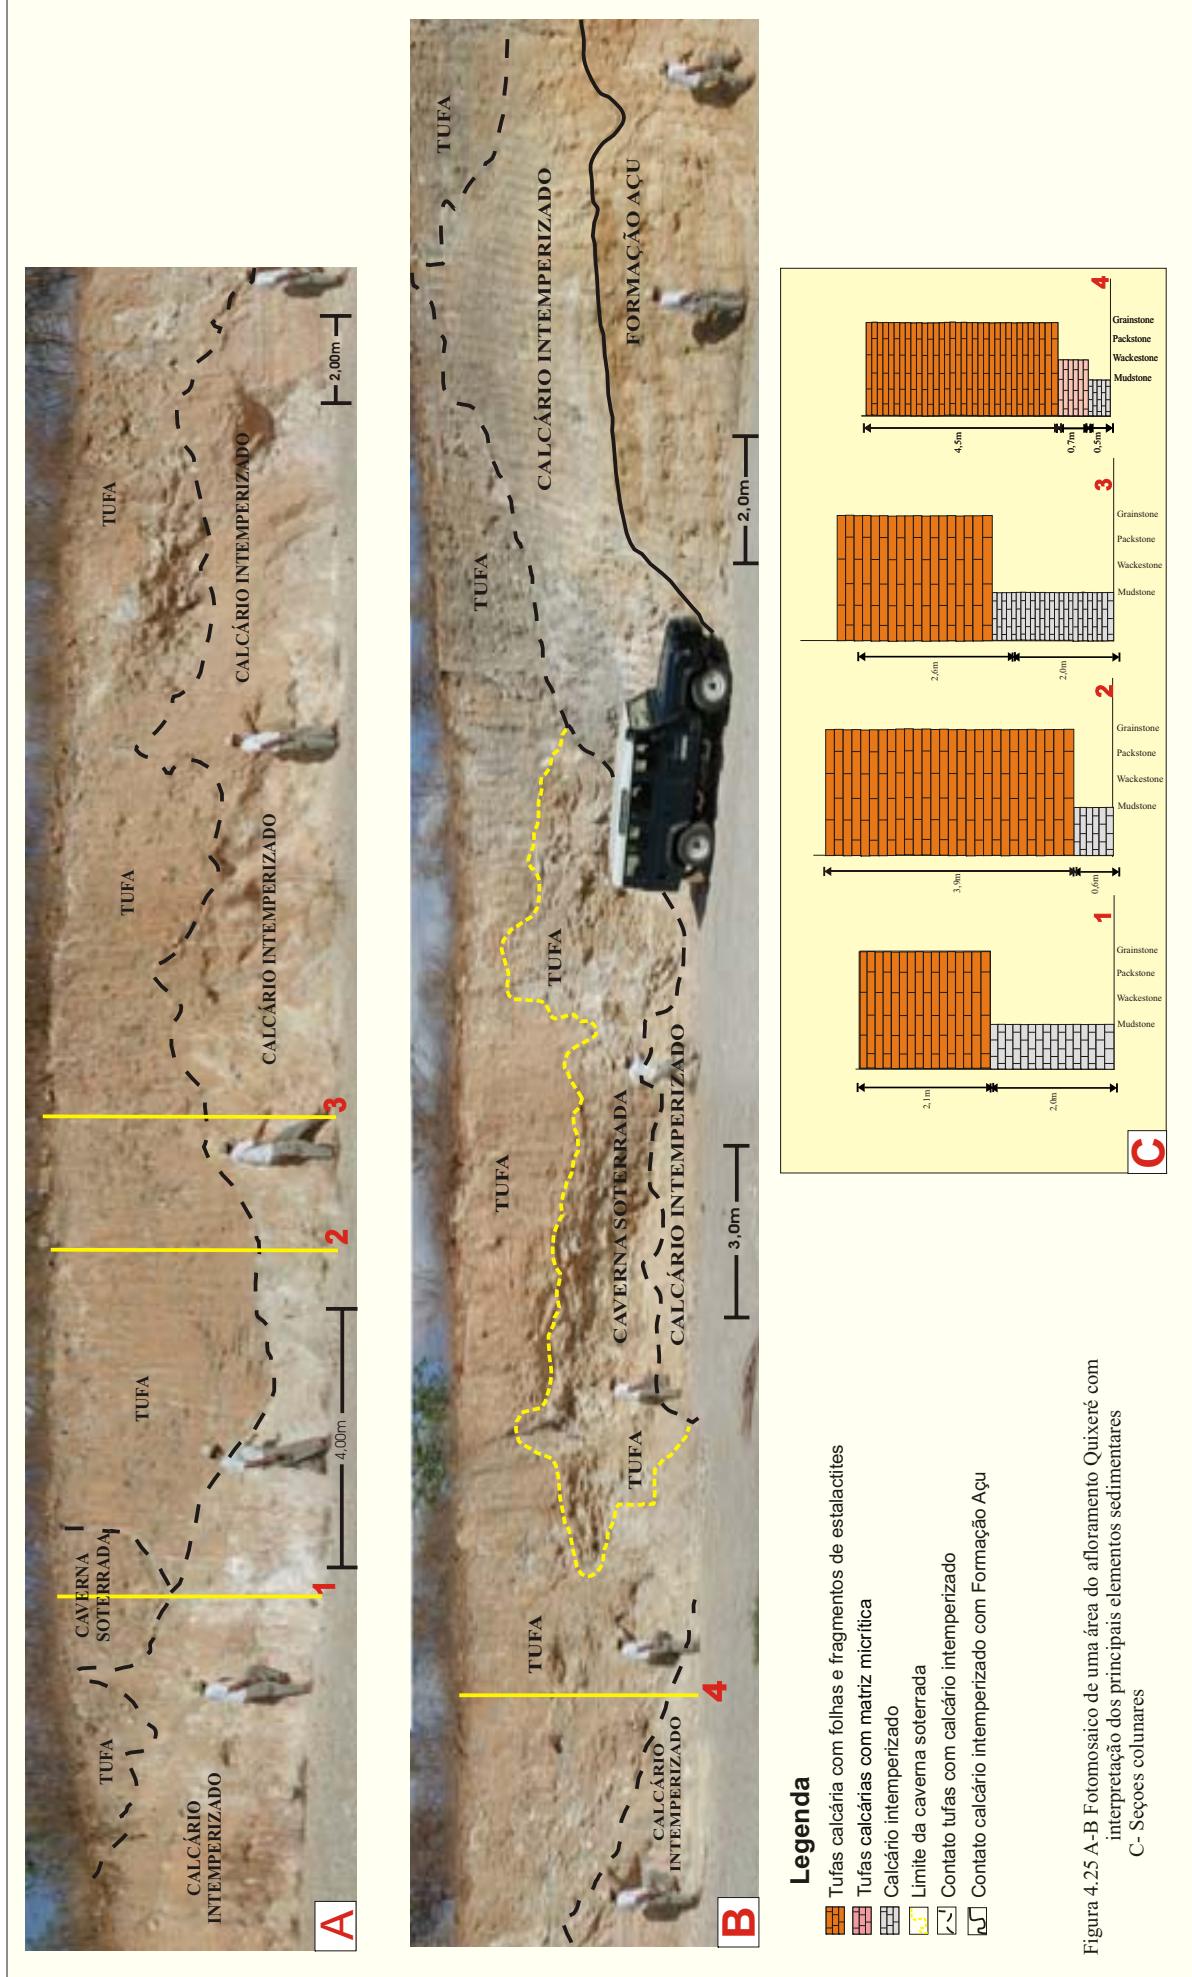 TUFA
CALCÁRIO
INTEMPERIZADO
CAVERNA
SOTERRADA
TUFA
TUFA
CALCÁRIO INTEMPERIZADO
TUFA
CALCÁRIO INTEMPERIZADO
1
2
3
4,00m
2,00m
A
CALCÁRIO
INTEMPERIZADO
TUFA
TUFA
TUFA
CAVERNA SOTERRADA
CALCÁRIO INTEMPERIZADO
TUFA
TUFA
CALCÁRIO INTEMPERIZADO
FORMAÇÃO AÇU
TUFA
4
3,0m
2,0m
B
2,1m
2,0m
1
Grainstone
Packstone
Wackestone
Mudstone
3,9m
0,6m
2
Grainstone
Packstone
Wackestone
Mudstone
2,6m
2,0m
3
Grainstone
Packstone
Wackestone
Mudstone
4,5m
0,7m
0,5m
4
Grainstone
Packstone
Wackestone
Mudstone
C
Legenda
Tufas calcária com folhas e fragmentos de estalactites
Tufas calcárias com matriz micrítica
Calcário intemperizado
Limite da caverna soterrada
Contato tufas com calcário intemperizado
Contato calcário intemperizado com Formação Açu
Figura 4.25 A-B Fotomosaico de uma área do afloramento Quixeré com
interpretação dos principais elementos sedimentares
C- Seçoes colunares